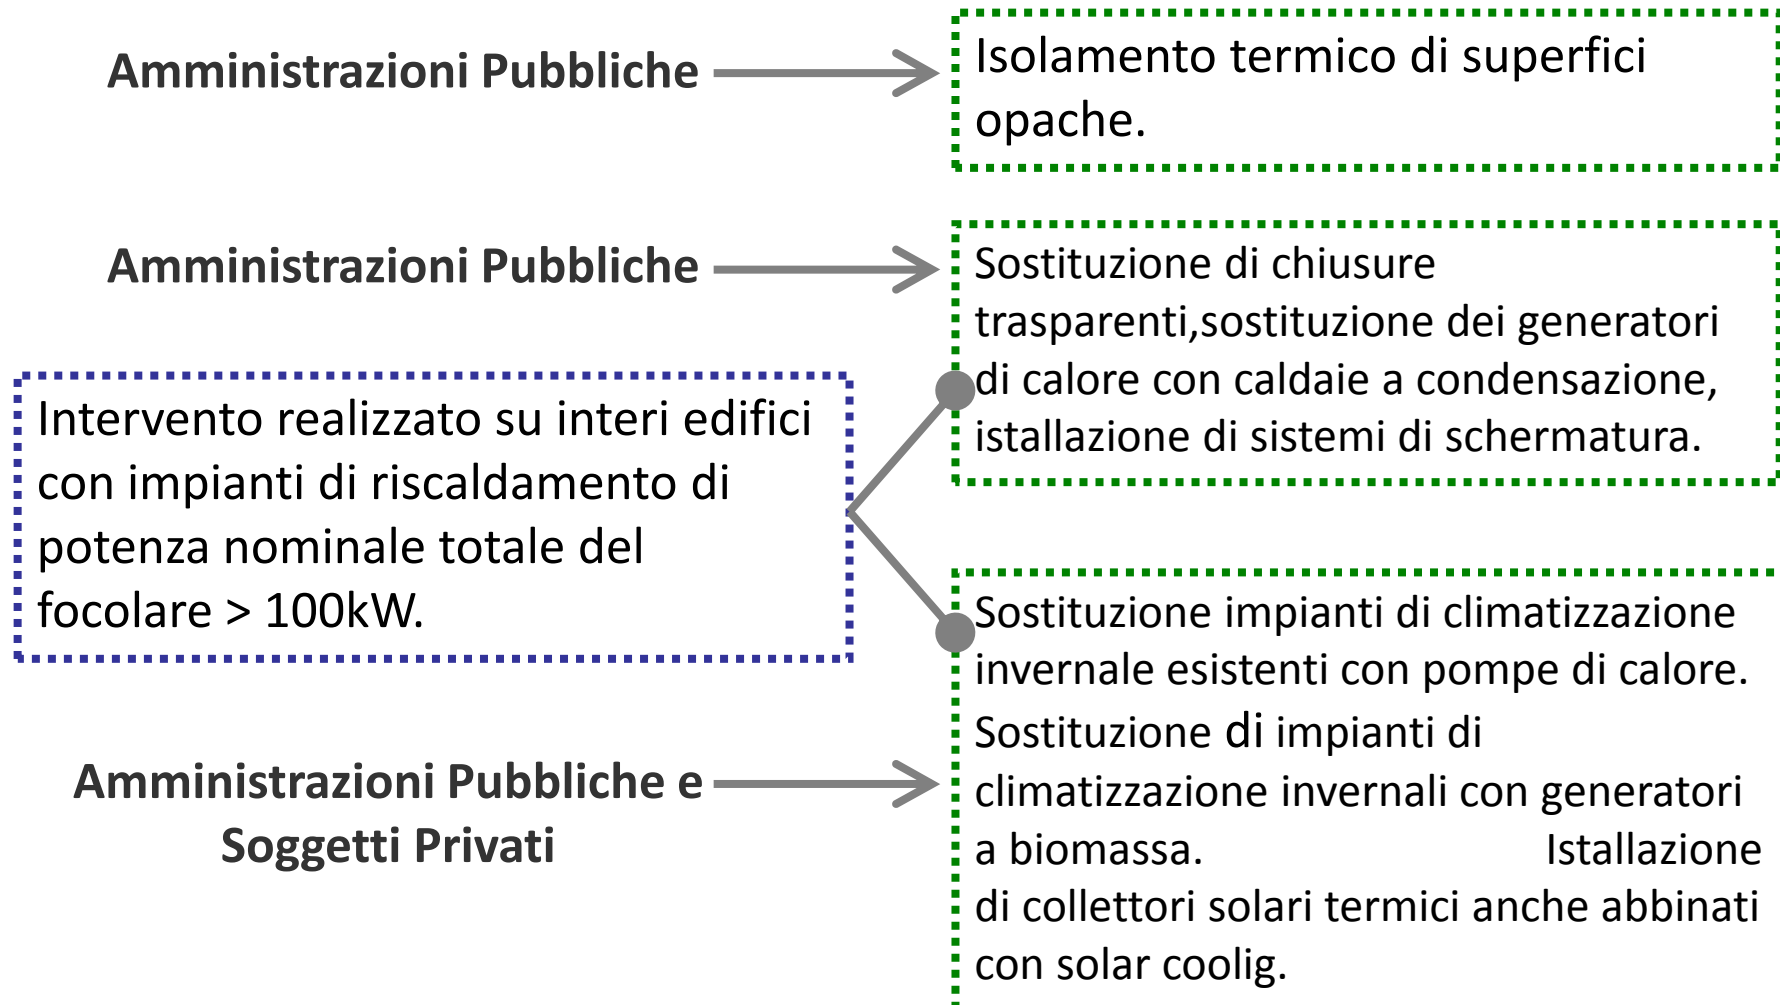 Amministrazioni Pubbliche
Isolamento termico di superfici
opache.
Amministrazioni Pubbliche
Sostituzione di chiusure
trasparenti,sostituzione dei generatori
di calore con caldaie a condensazione,
istallazione di sistemi di schermatura.
Intervento realizzato su interi edifici
con impianti di riscaldamento di
potenza nominale totale del
focolare > 100kW.
Amministrazioni Pubbliche e
Soggetti Privati
Sostituzione impianti di climatizzazione
invernale esistenti con pompe di calore.
Sostituzione di impianti di
climatizzazione invernali con generatori
a biomassa. Istallazione
di collettori solari termici anche abbinati
con solar coolig.